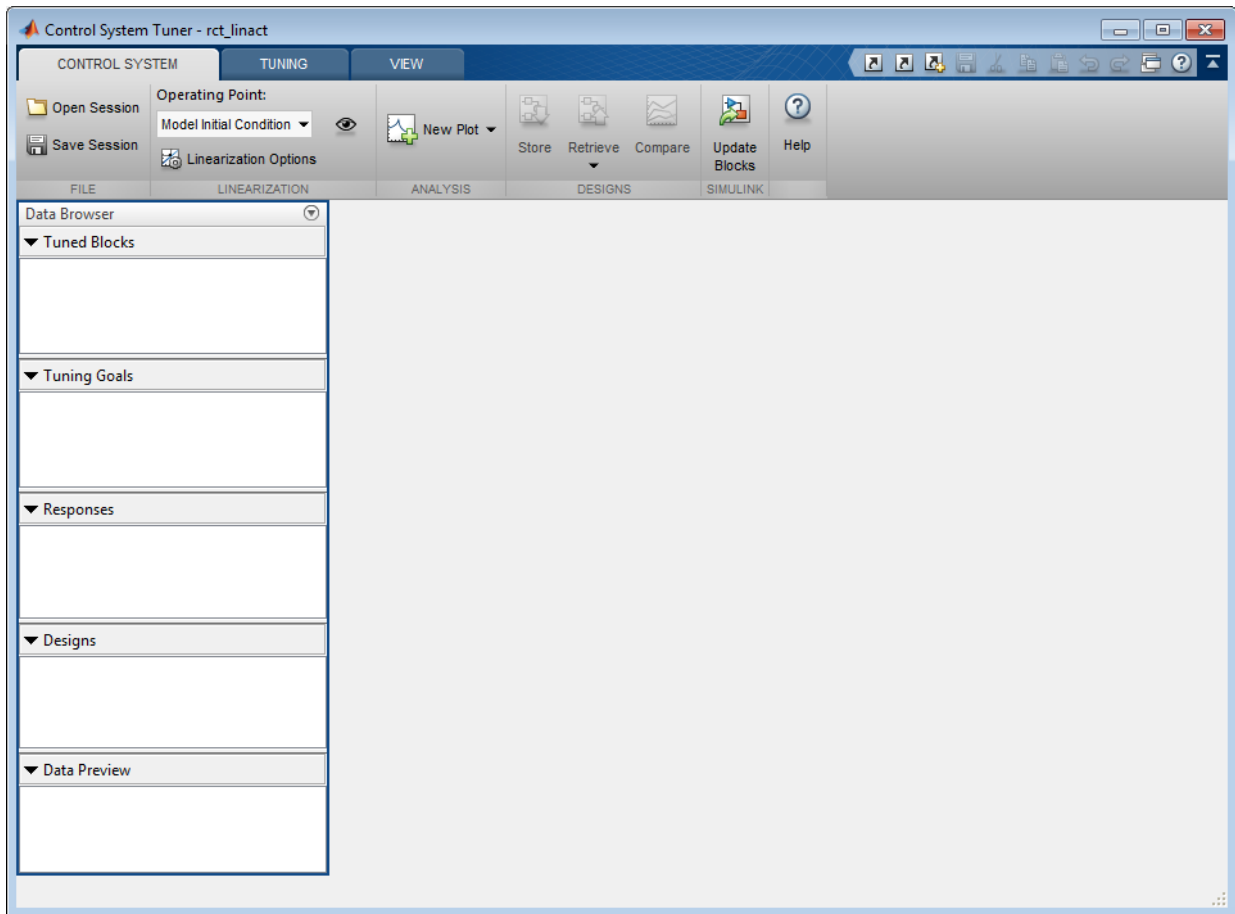 Control System Tuner - rct_linact
CONTROL SYSTEM TUNING VIEW
Open Session
Save Session
FILE
Operating Point:
Model Initial Condition
Linearization Options
LINEARIZATION
New Plot
ANALYSIS
Store Retrieve Compare
DESIGNS
Update
Blocks
SIMULINK
Help
Data Browser
Tuned Blocks
Tuning Goals
Responses
Designs
Data Preview